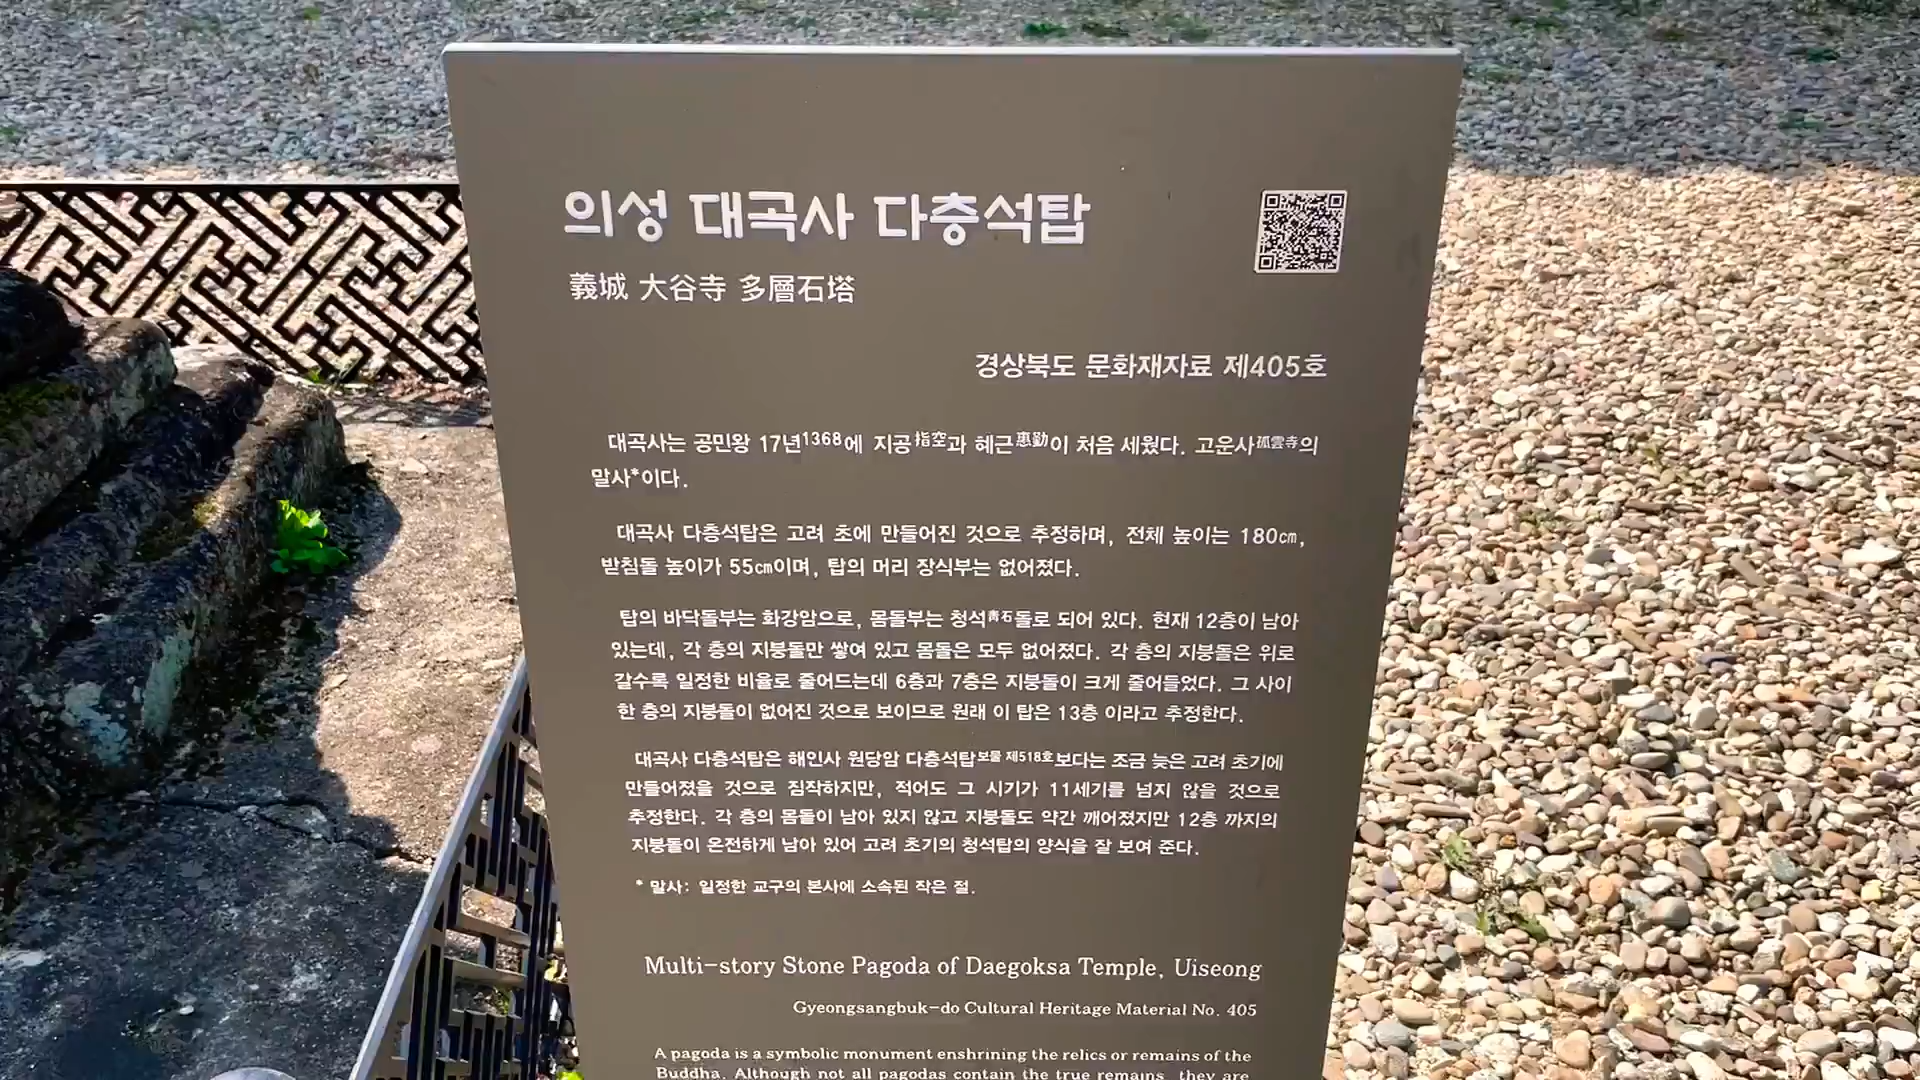 의성 대곡사 다층석탑
義城 大谷寺 多層石塔
경상북도 문화재자료 제405호
대곡사는 공민왕 17년1368에 지공指空과 혜근惠勤이 처음 세웠다. 고운사孤雲寺의
말사*이다.
대곡사 다층석탑은 고려 초에 만들어진 것으로 추정하며, 전체 높이는 180㎝,
받침돌 높이가 55㎝이며, 탑의 머리 장식부는 없어졌다.
탑의 바닥돌부는 화강암으로, 몸돌부는 청석靑石돌로 되어 있다. 현재 12층이 남아
있는데, 각 층의 지붕돌만 쌓여 있고 몸돌은 모두 없어졌다. 각 층의 지붕돌은 위로
갈수록 일정한 비율로 줄어드는데 6층과 7층은 지붕돌이 크게 줄어들었다. 그 사이
한 층의 지붕돌이 없어진 것으로 보이므로 원래 이 탑은 13층 이라고 추정한다.
대곡사 다층석탑은 해인사 원당암 다층석탑보물 제518호보다는 조금 늦은 고려 초기에
만들어졌을 것으로 짐작하지만, 적어도 그 시기가 11세기를 넘지 않을 것으로
추정한다. 각 층의 몸돌이 남아 있지 않고 지붕돌도 약간 깨어졌지만 12층 까지의
지붕돌이 온전하게 남아 있어 고려 초기의 청석탑의 양식을 잘 보여 준다.
* 말사: 일정한 교구의 본사에 소속된 작은 절.
Multi-story Stone Pagoda of Daegoksa Temple, Uiseong
Gyeongsangbuk-do Cultural Heritage Material No. 405
A pagoda is a symbolic monument enshrining the relics or remains of the
Buddha. Although not all pagodas contain the true remains, they are